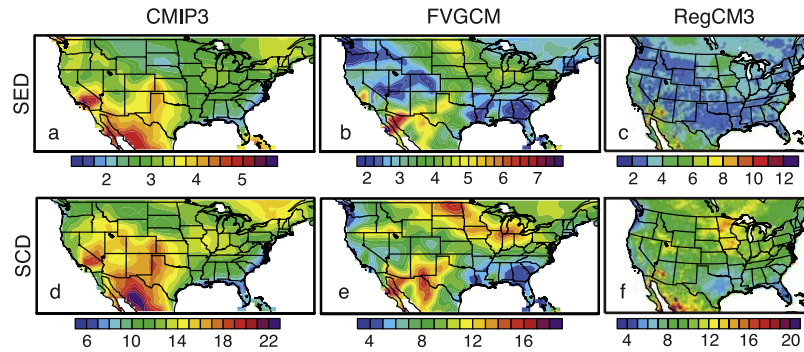 CMIP3 FVGCM RegCM3
SED
a b c
2 3 4 5
2 3 4 5 6 7
2 4 6 8 10 12
SCD
d e f
6 10 14 18 22
4 8 12 16
4 8 12 16 20